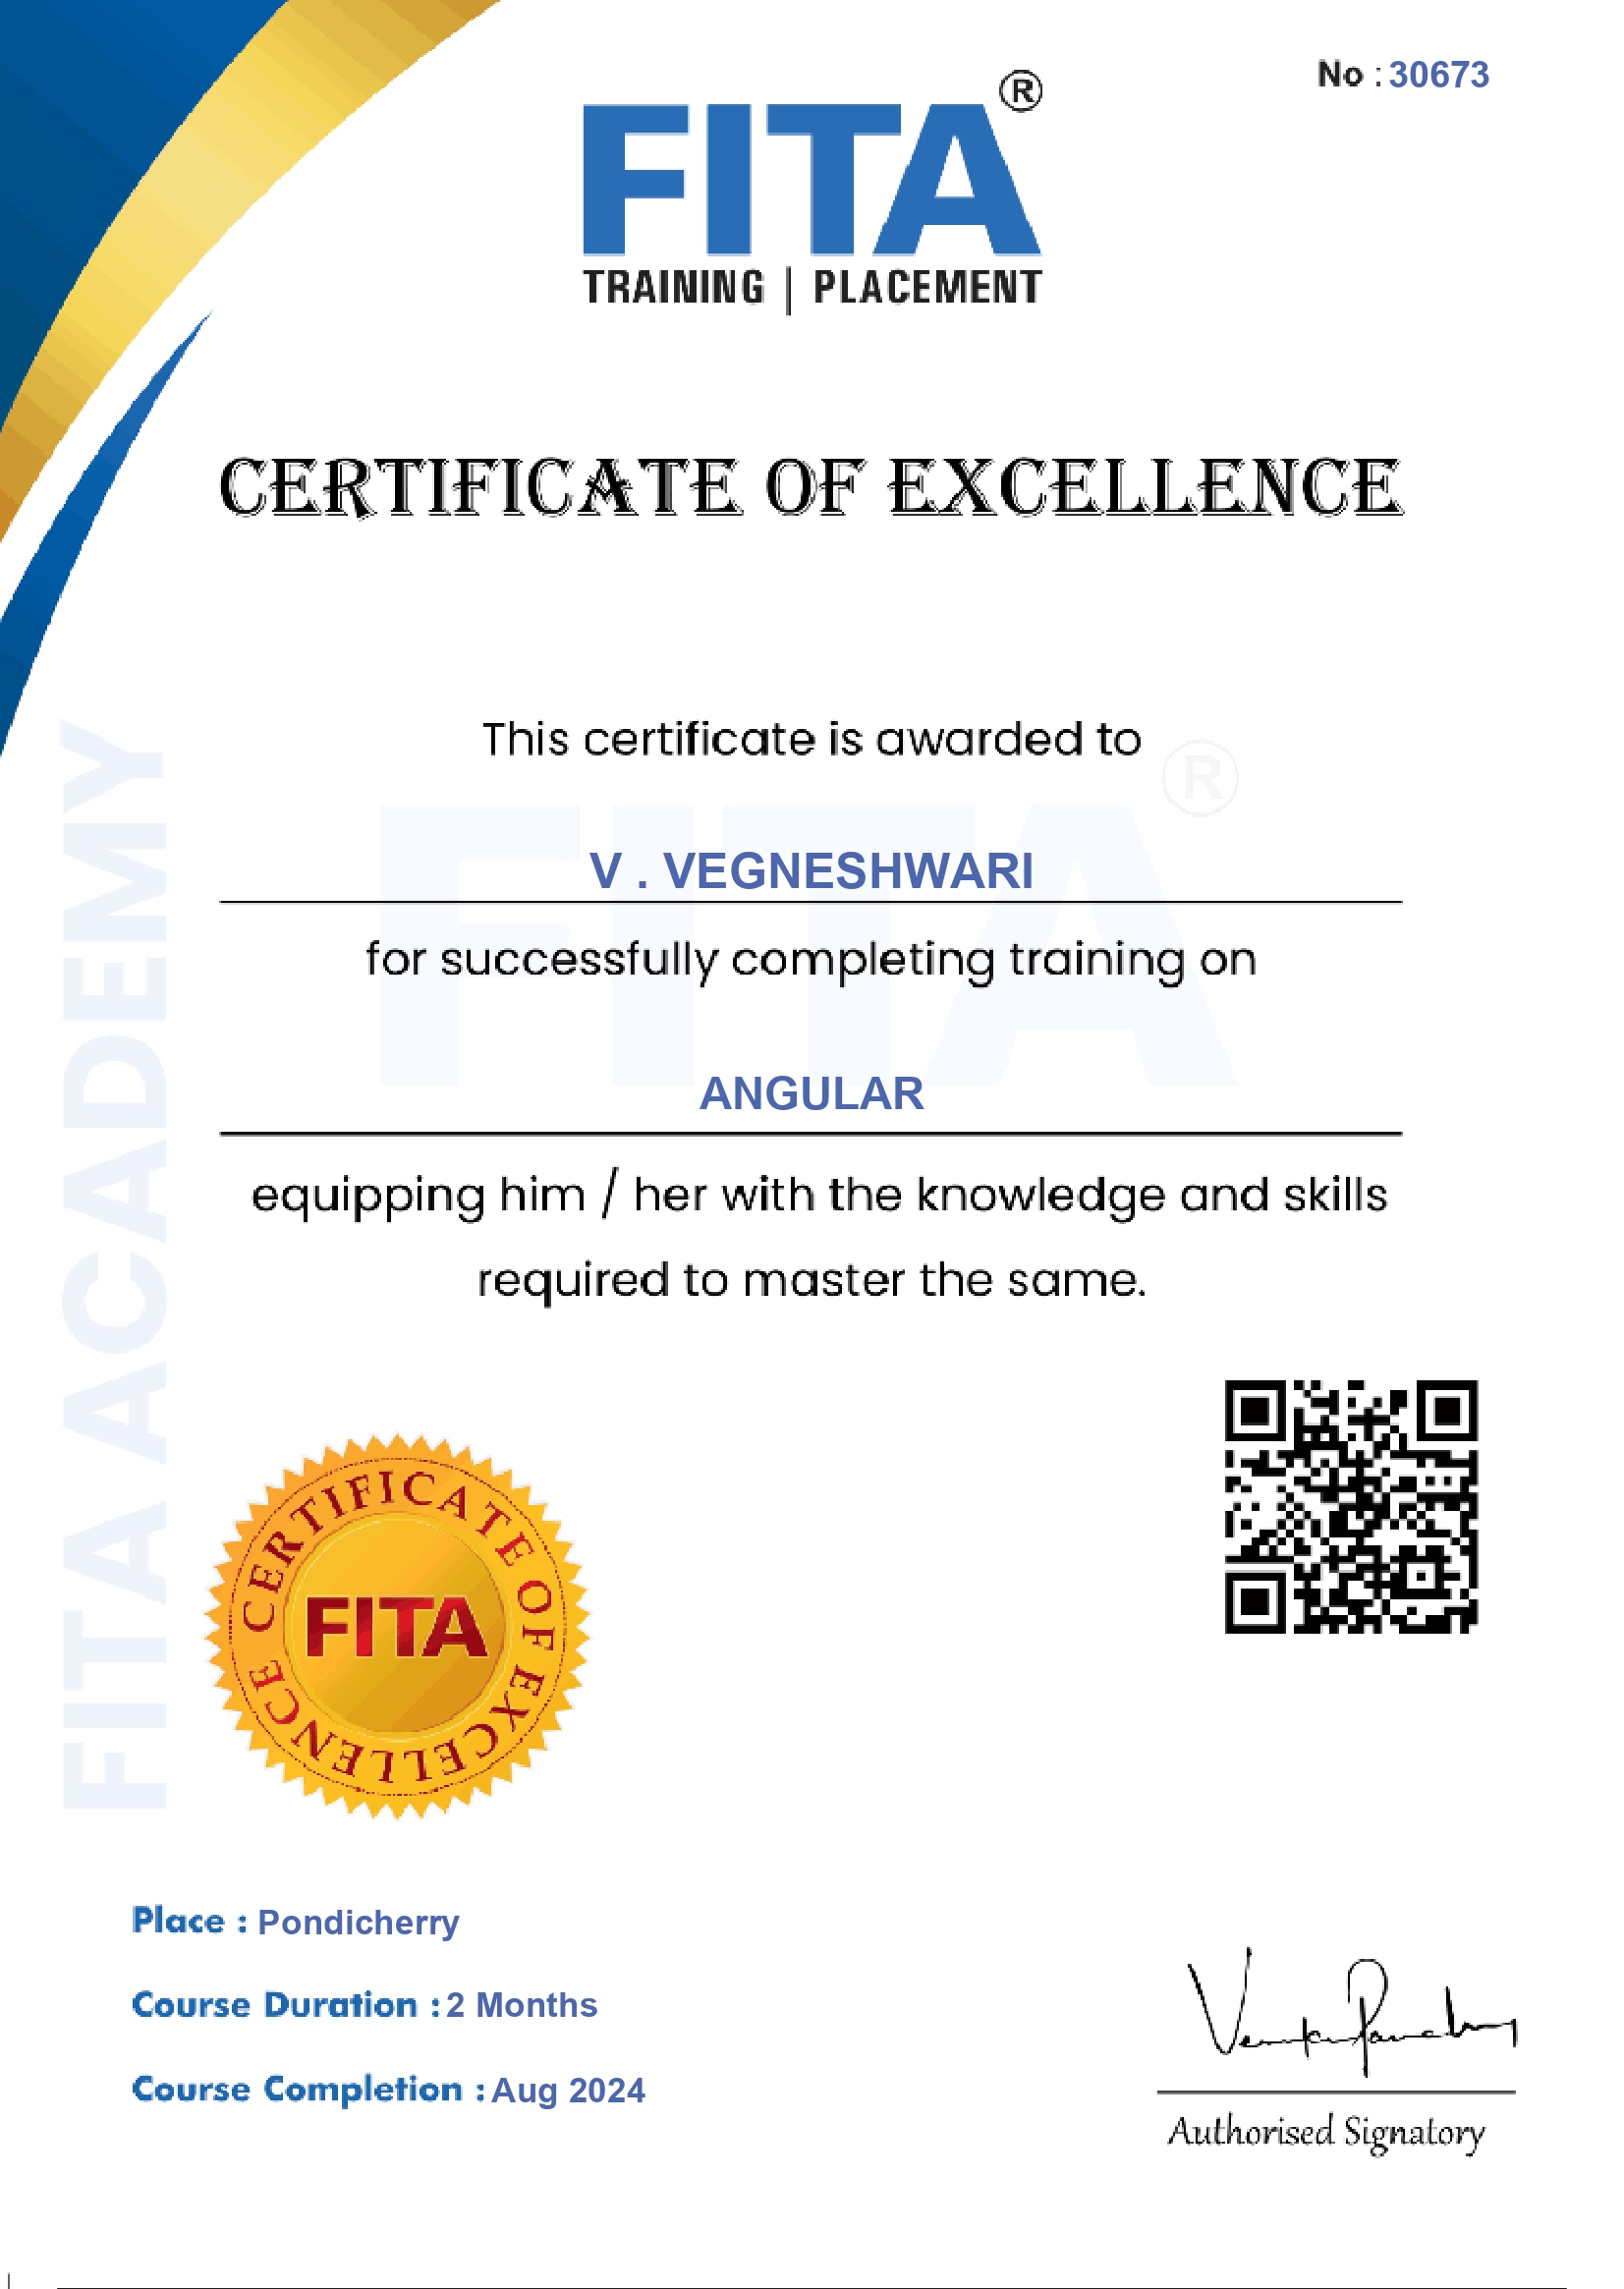 No : 30673
FITA®
TRAINING | PLACEMENT
CERTIFICATE OF EXCELLENCE
This certificate is awarded to
FITA®
V . VEGNESHWARI
for successfully completing training on
ANGULAR
equipping him / her with the knowledge and skills
required to master the same.
FITA ACADEMY
CERTIFICATE OF EXCELLENCE
FITA
Place : Pondicherry
Course Duration : 2 Months
Course Completion : Aug 2024
Authorised Signatory